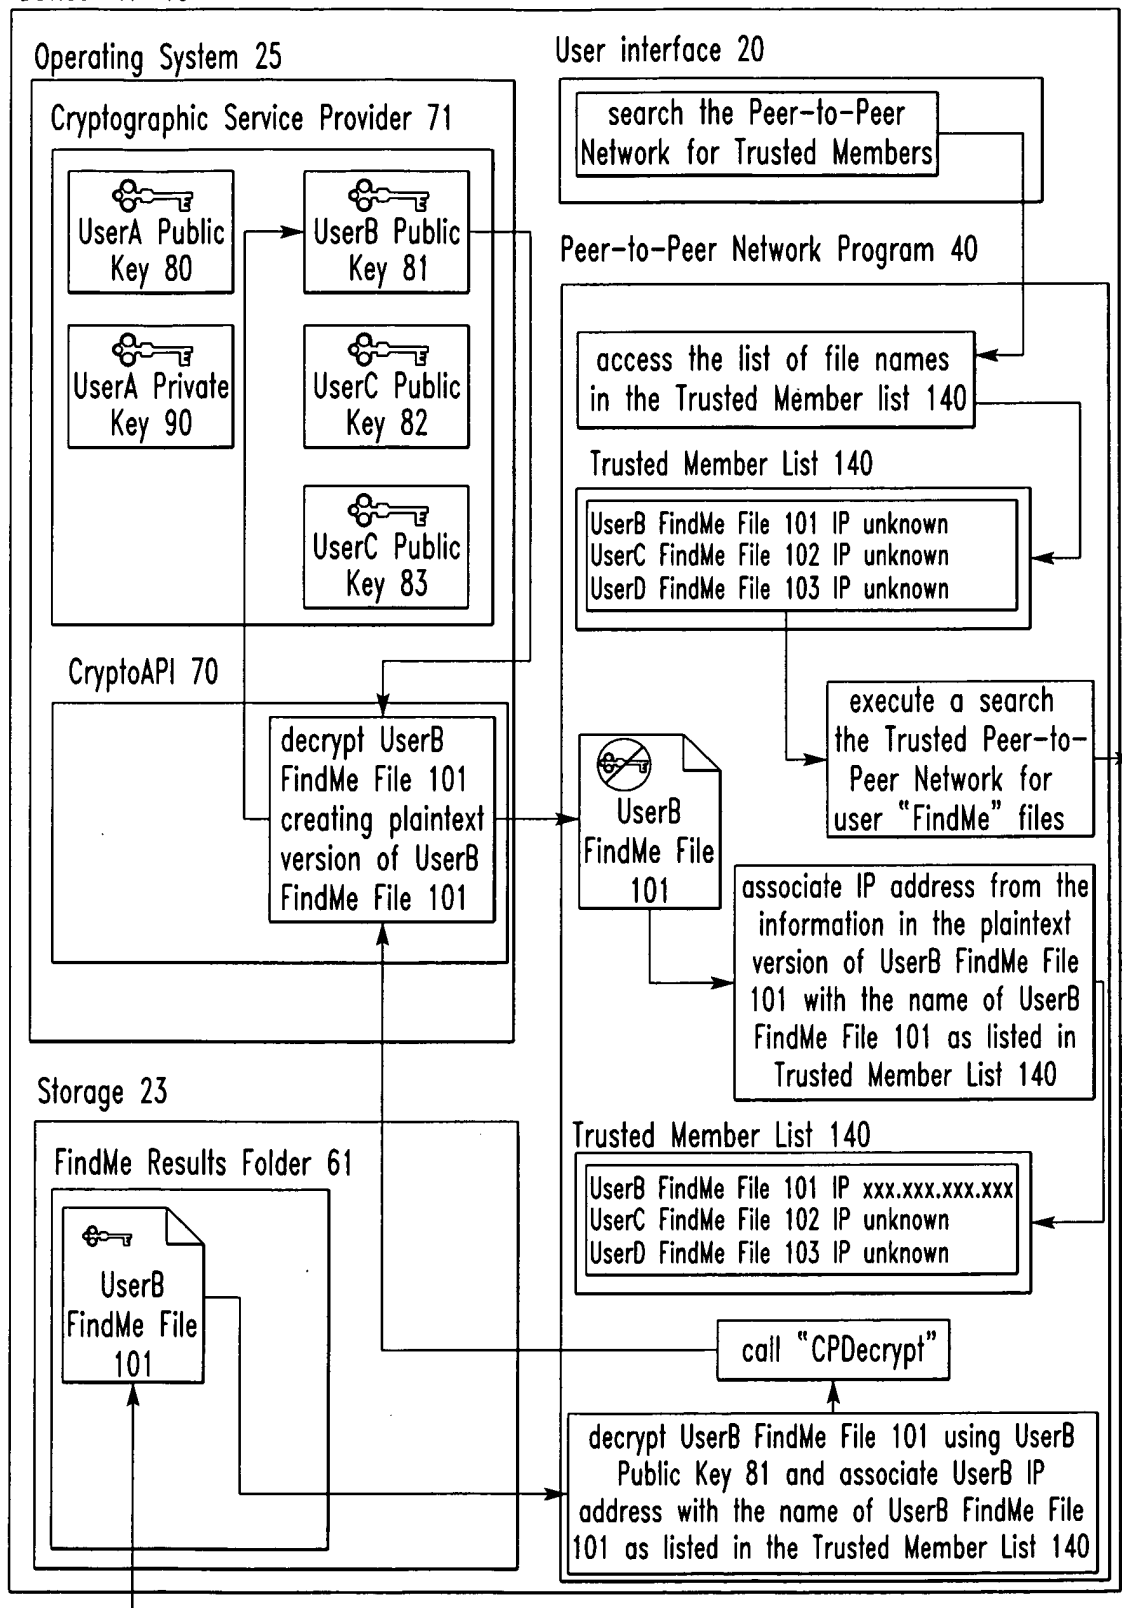 Operating System 25
Cryptographic Service Provider 71
UserA Public
Key 80
UserB Public
Key 81
UserA Private
Key 90
UserC Public
Key 82
UserC Public
Key 83
CryptoAPI 70
decrypt UserB
FindMe File 101
creating plaintext
version of UserB
FindMe File 101
Storage 23
FindMe Results Folder 61
UserB
FindMe File
101
User interface 20
search the Peer-to-Peer
Network for Trusted Members
Peer-to-Peer Network Program 40
access the list of file names
in the Trusted Member list 140
Trusted Member List 140
UserB FindMe File 101 IP unknown
UserC FindMe File 102 IP unknown
UserD FindMe File 103 IP unknown
execute a search
the Trusted Peer-to-
Peer Network for
user “FindMe” files
UserB
FindMe File
101
associate IP address from the
information in the plaintext
version of UserB FindMe File
101 with the name of UserB
FindMe File 101 as listed in
Trusted Member List 140
Trusted Member List 140
UserB FindMe File 101 IP xxx.xxx.xxx.xxx
UserC FindMe File 102 IP unknown
UserD FindMe File 103 IP unknown
call “CPDecrypt”
decrypt UserB FindMe File 101 using UserB
Public Key 81 and associate UserB IP
address with the name of UserB FindMe File
101 as listed in the Trusted Member List 140